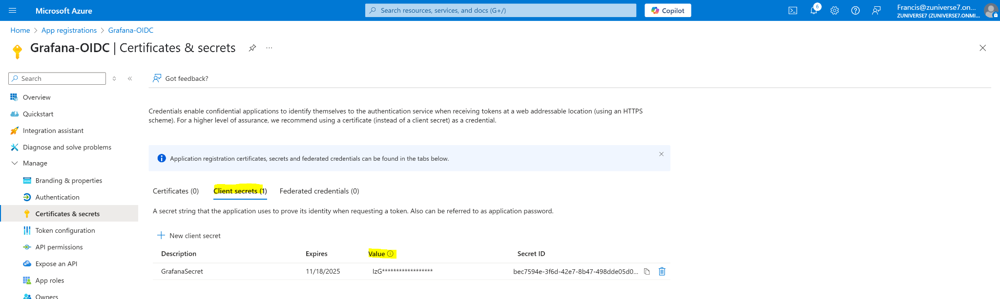 Microsoft Azure
Search resources, services, and docs (G+/)
Copilot
6
Francis@zuniverse7.on...
ZUNIVERSE7 (ZUNIVERSE7.ONMI...
Home > App registrations > Grafana-OIDC
Grafana-OIDC | Certificates & secrets
Search
Got feedback?
Overview
Quickstart
Integration assistant
Diagnose and solve problems
Manage
Branding & properties
Authentication
Certificates & secrets
Token configuration
API permissions
Expose an API
App roles
Owners
Credentials enable confidential applications to identify themselves to the authentication service when receiving tokens at a web addressable location (using an HTTPS
scheme). For a higher level of assurance, we recommend using a certificate (instead of a client secret) as a credential.
Application registration certificates, secrets and federated credentials can be found in the tabs below.
Certificates (0) Client secrets (1) Federated credentials (0)
A secret string that the application uses to prove its identity when requesting a token. Also can be referred to as application password.
New client secret
Description Expires Value Secret ID
GrafanaSecret 11/18/2025 IzG****************** bec7594e-3f6d-42e7-8b47-498dde05d0...